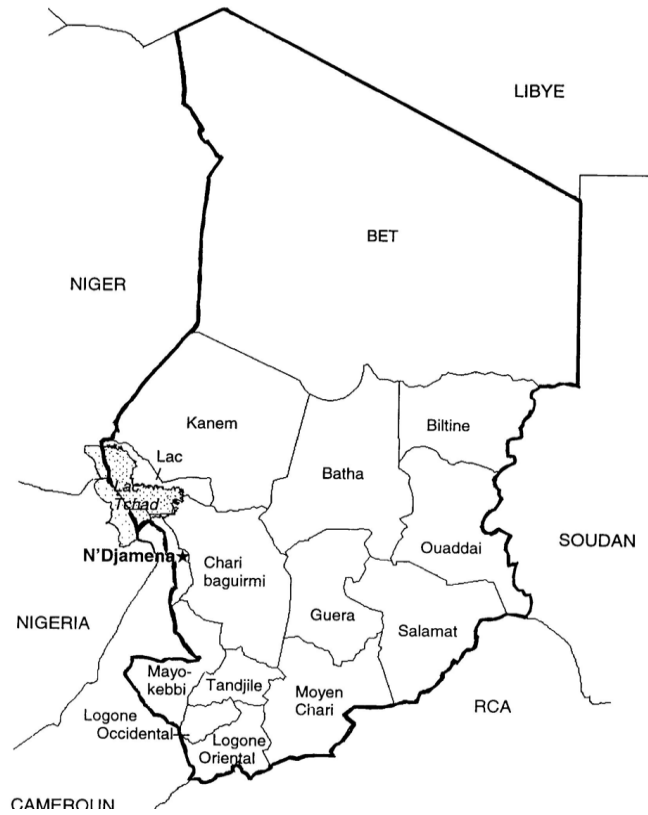 LIBYE
BET
NIGER
Kanem
Biltine
Lac
Batha
Lac
Tchad
N'Djamena
Chari
baguirmi
Ouaddai
SOUDAN
Guera
NIGERIA
Salamat
Mayo-
kebbi
Tandjile
Moyen
Chari
RCA
Logone
Occidental
Logone
Oriental
CAMEROUN